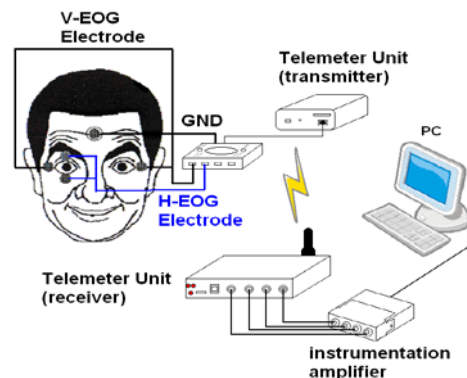 V-EOG
Electrode
Telemeter Unit
(transmitter)
GND
PC
H-EOG
Electrode
Telemeter Unit
(receiver)
instrumentation
amplifier